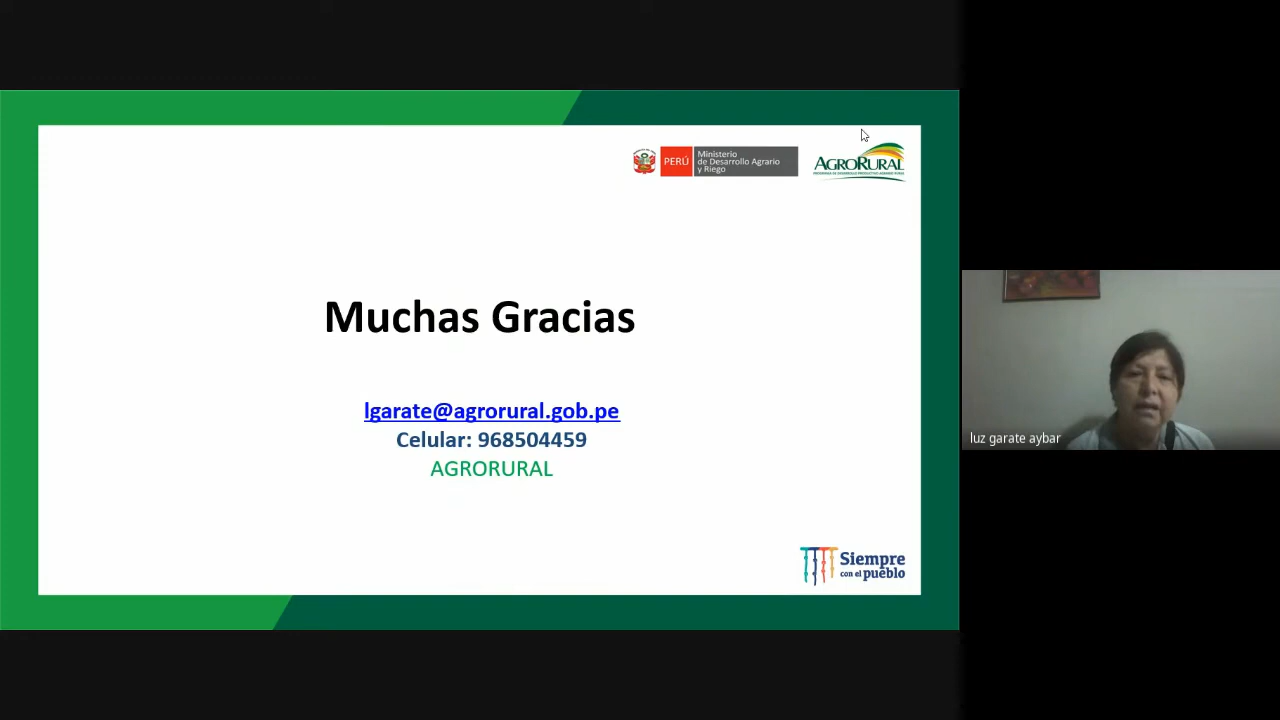 PERÚ
Ministerio
de Desarrollo Agrario
y Riego
AGRORURAL
Muchas Gracias
lgarate@agrorural.gob.pe
Celular: 968504459
AGRORURAL
luz garate aybar
Siempre
con el pueblo